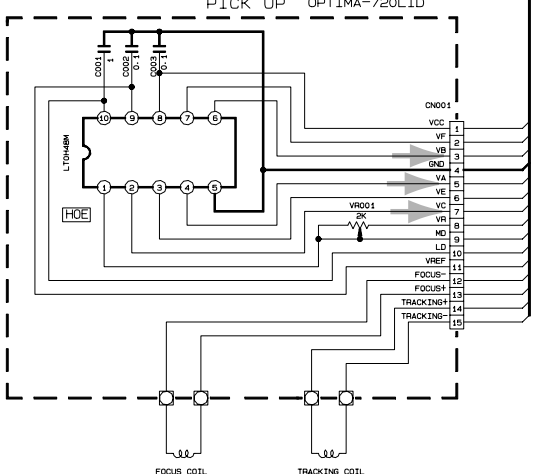 PICK UP OPTIMA-720LID
C001
1
C002
0.1
C003
0.1
CN001
10
9
8
7
6
LT0H48M
1
2
3
4
5
HOE
VR001
2K
VCC 1
VF 2
VB 3
GND 4
VA 5
VE 6
VC 7
VR 8
MD 9
LD 10
VREF 11
FOCUS- 12
FOCUS+ 13
TRACKING+ 14
TRACKING- 15
FOCUS COIL
TRACKING COIL